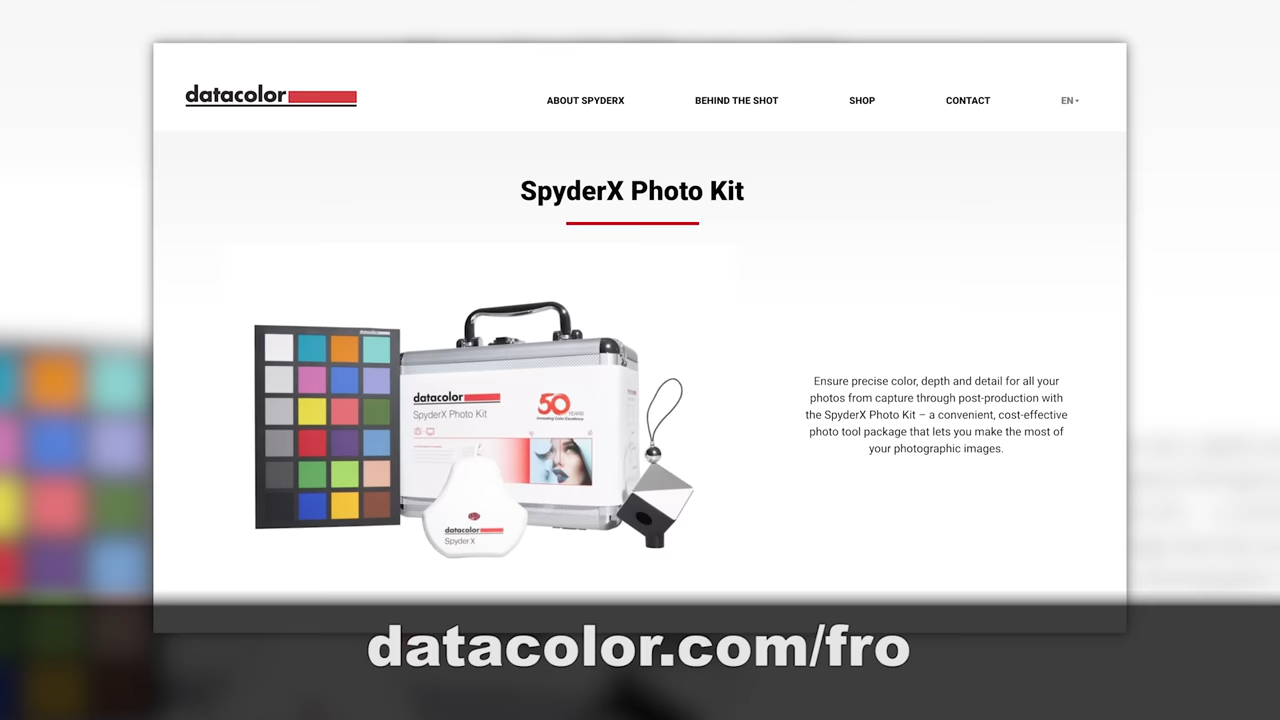 datacolor
ABOUT SPYDERX
BEHIND THE SHOT
SHOP
CONTACT
EN
SpyderX Photo Kit
datacolor
SpyderX Photo Kit
50 YEARS
datacolor
SpyderX
Ensure precise color, depth and detail for all your
photos from capture through post-production with
the SpyderX Photo Kit – a convenient, cost-effective
photo tool package that lets you make the most of
your photographic images.
datacolor.com/fro